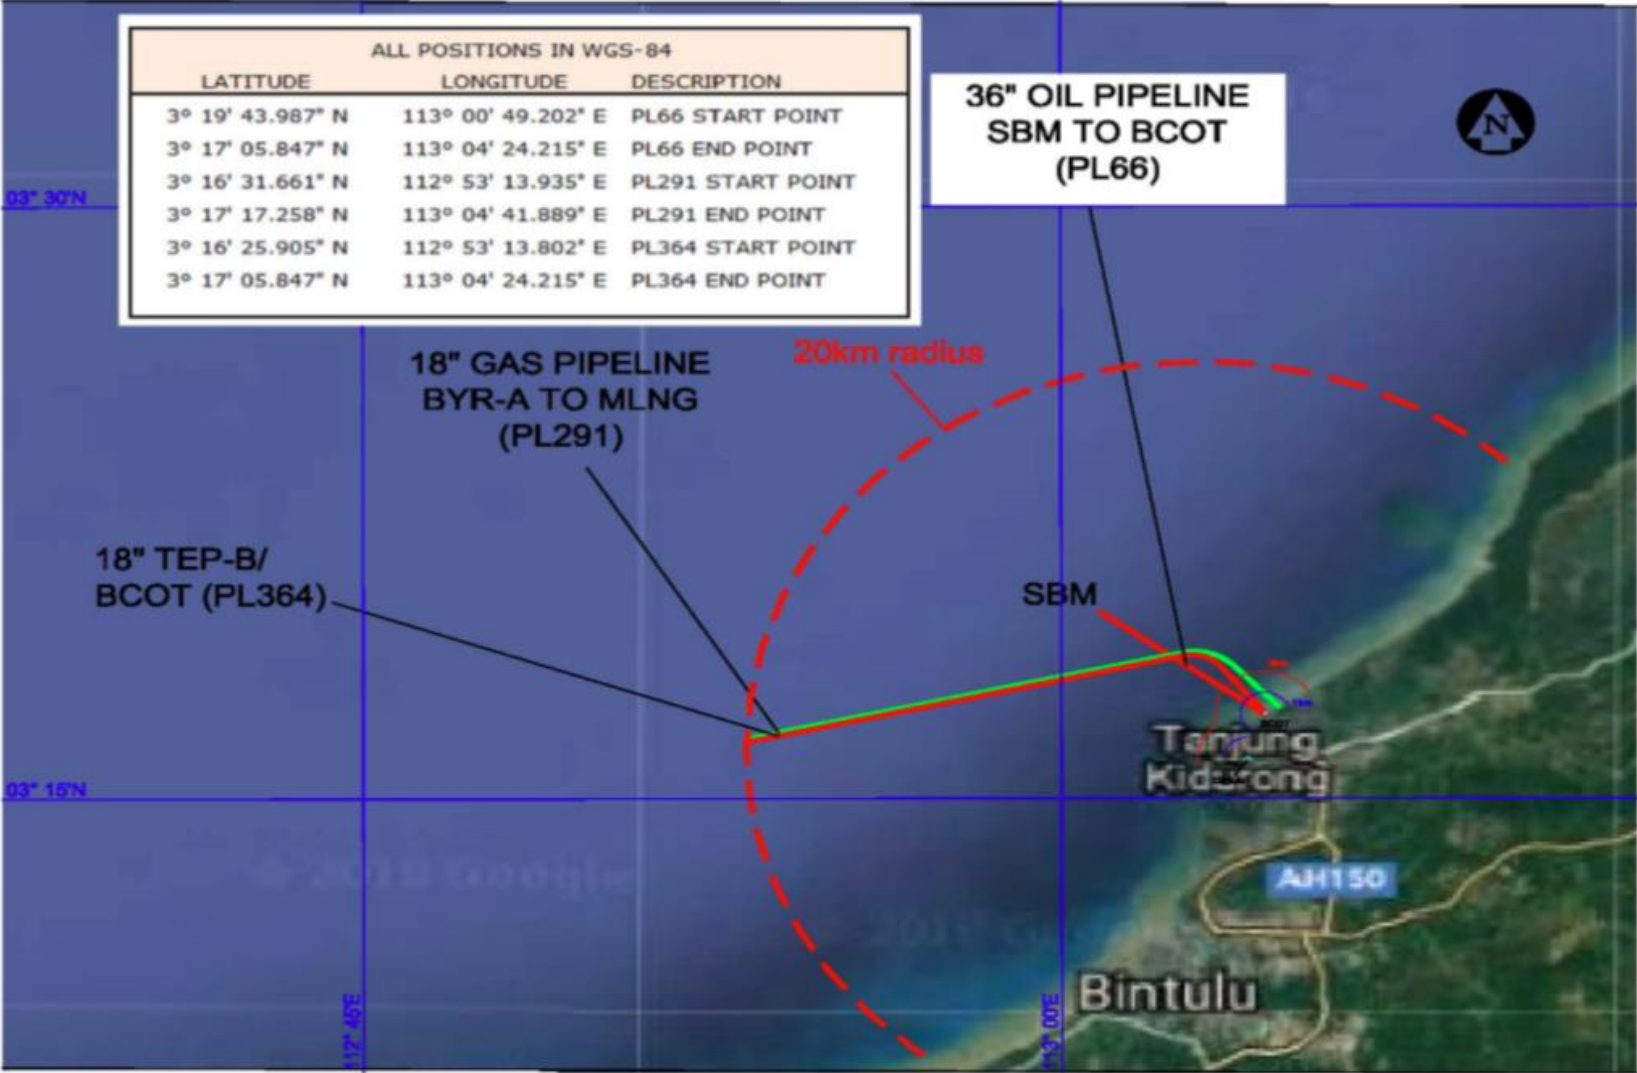 ALL POSITIONS IN WGS-84
LATITUDE LONGITUDE DESCRIPTION
3° 19' 43.987" N 113° 00' 49.202" E PL66 START POINT
3° 17' 05.847" N 113° 04' 24.215" E PL66 END POINT
3° 16' 31.661" N 112° 53' 13.935" E PL291 START POINT
3° 17' 17.258" N 113° 04' 41.889" E PL291 END POINT
3° 16' 25.905" N 112° 53' 13.802" E PL364 START POINT
3° 17' 05.847" N 113° 04' 24.215" E PL364 END POINT
36" OIL PIPELINE
SBM TO BCOT
(PL66)
N
03° 30'N
20km radius
18" GAS PIPELINE
BYR-A TO MLNG
(PL291)
18" TEP-B/
BCOT (PL364)
SBM
BCOT
Tanjung
Kidurong
03° 15'N
© 2018 Google
AH150
Bintulu
112° 45'E
113° 00'E